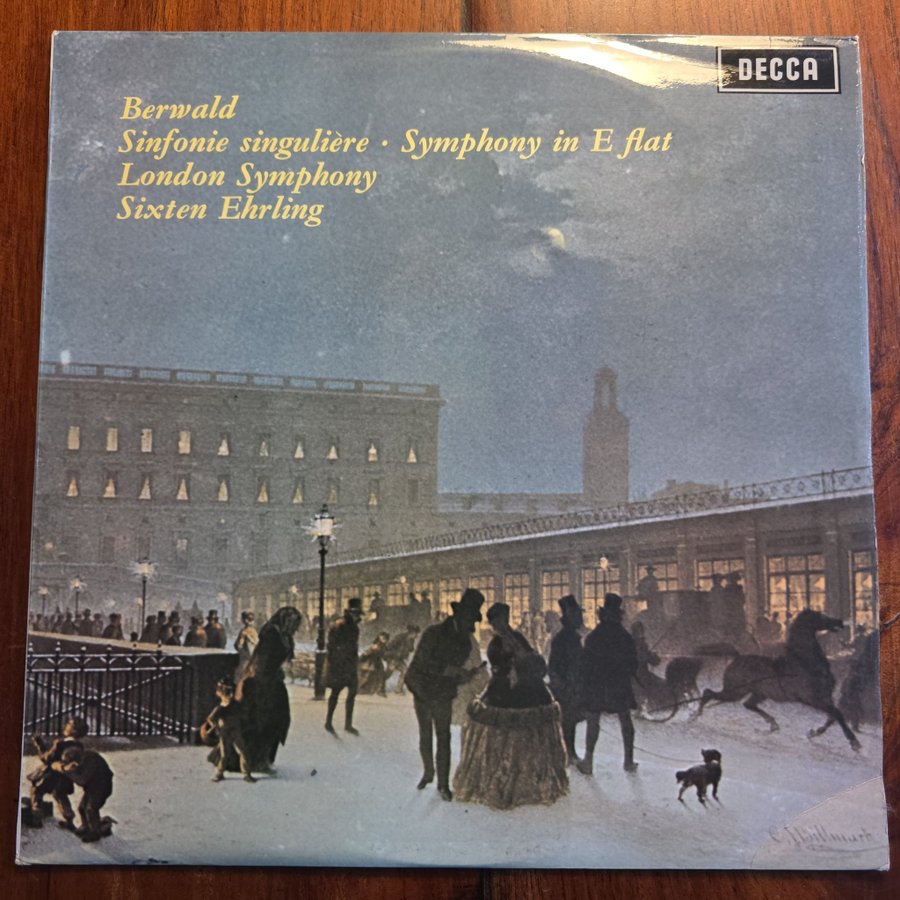 DECCA
Berwald
Sinfonie singulière · Symphony in E flat
London Symphony
Sixten Ehrling